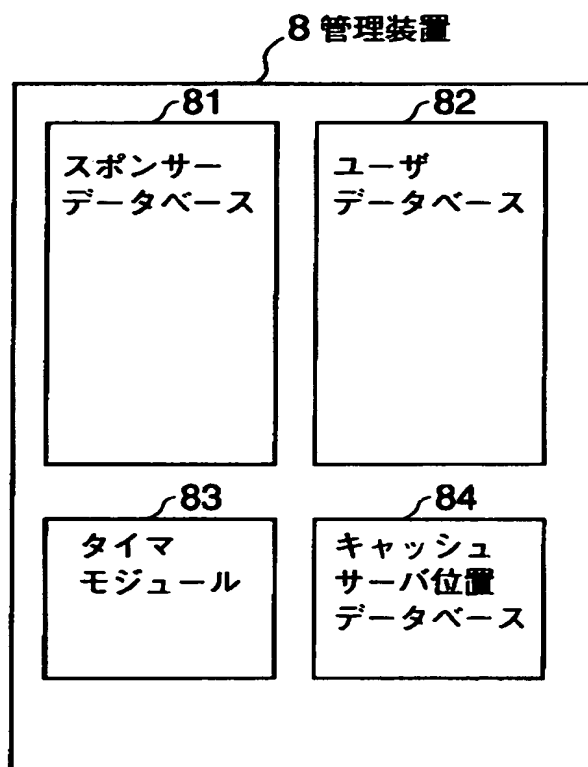 8 管理装置
81
スポンサー
データベース
82
ユーザ
データベース
83
タイマ
モジュール
84
キャッシュ
サーバ位置
データベース